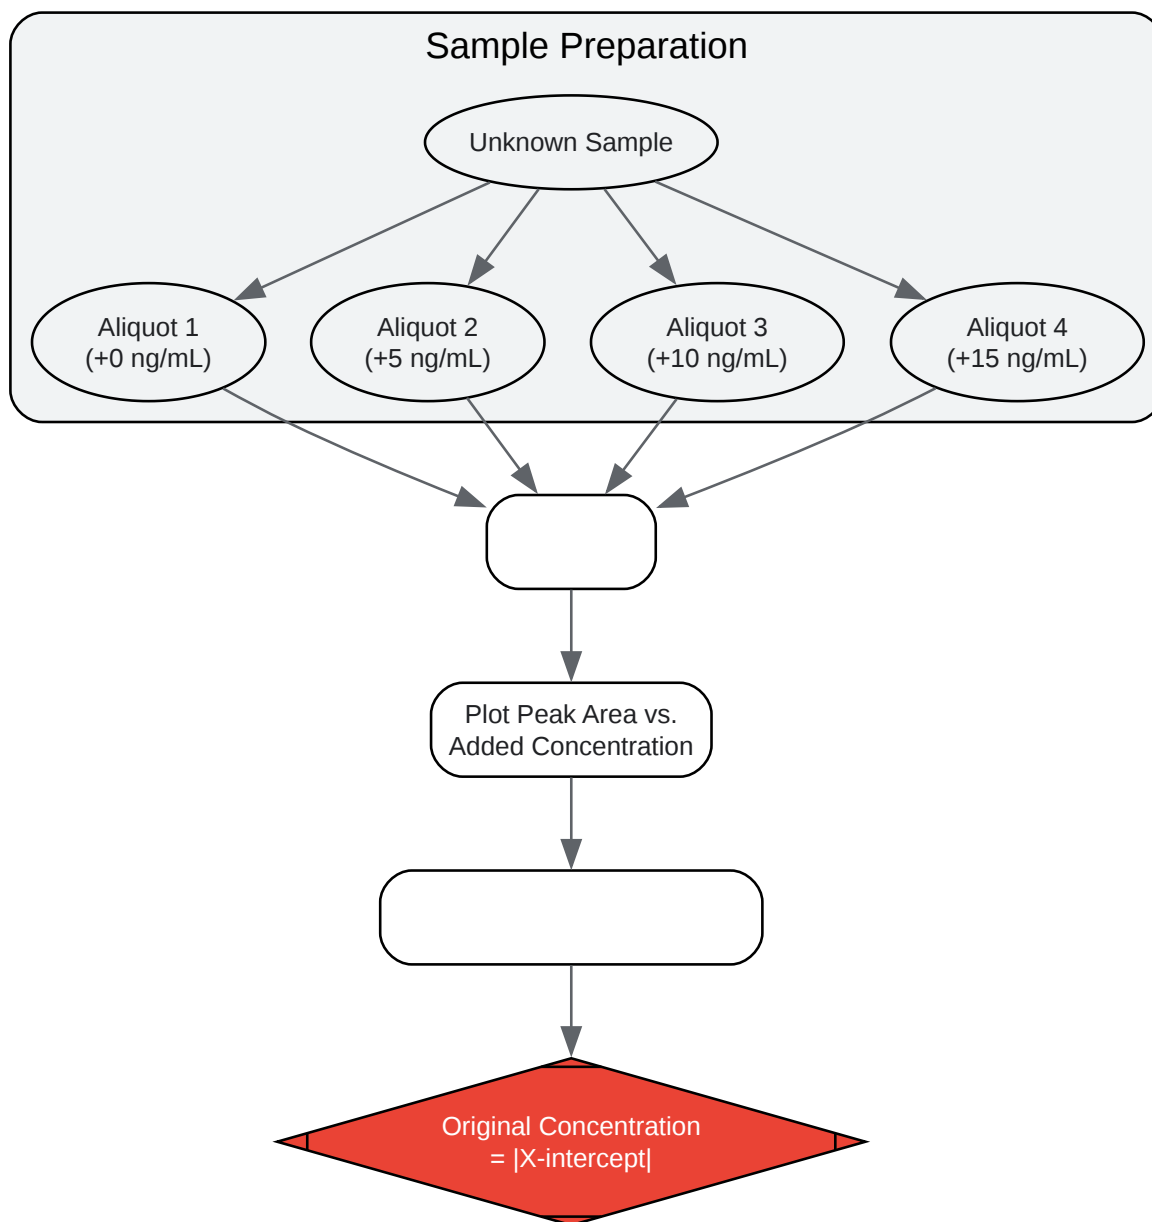 Sample Preparation
Unknown Sample
Aliquot 1
(+0 ng/mL)
Aliquot 2
(+5 ng/mL)
Aliquot 3
(+10 ng/mL)
Aliquot 4
(+15 ng/mL)
Plot Peak Area vs.
Added Concentration
Original Concentration
= |X-intercept|